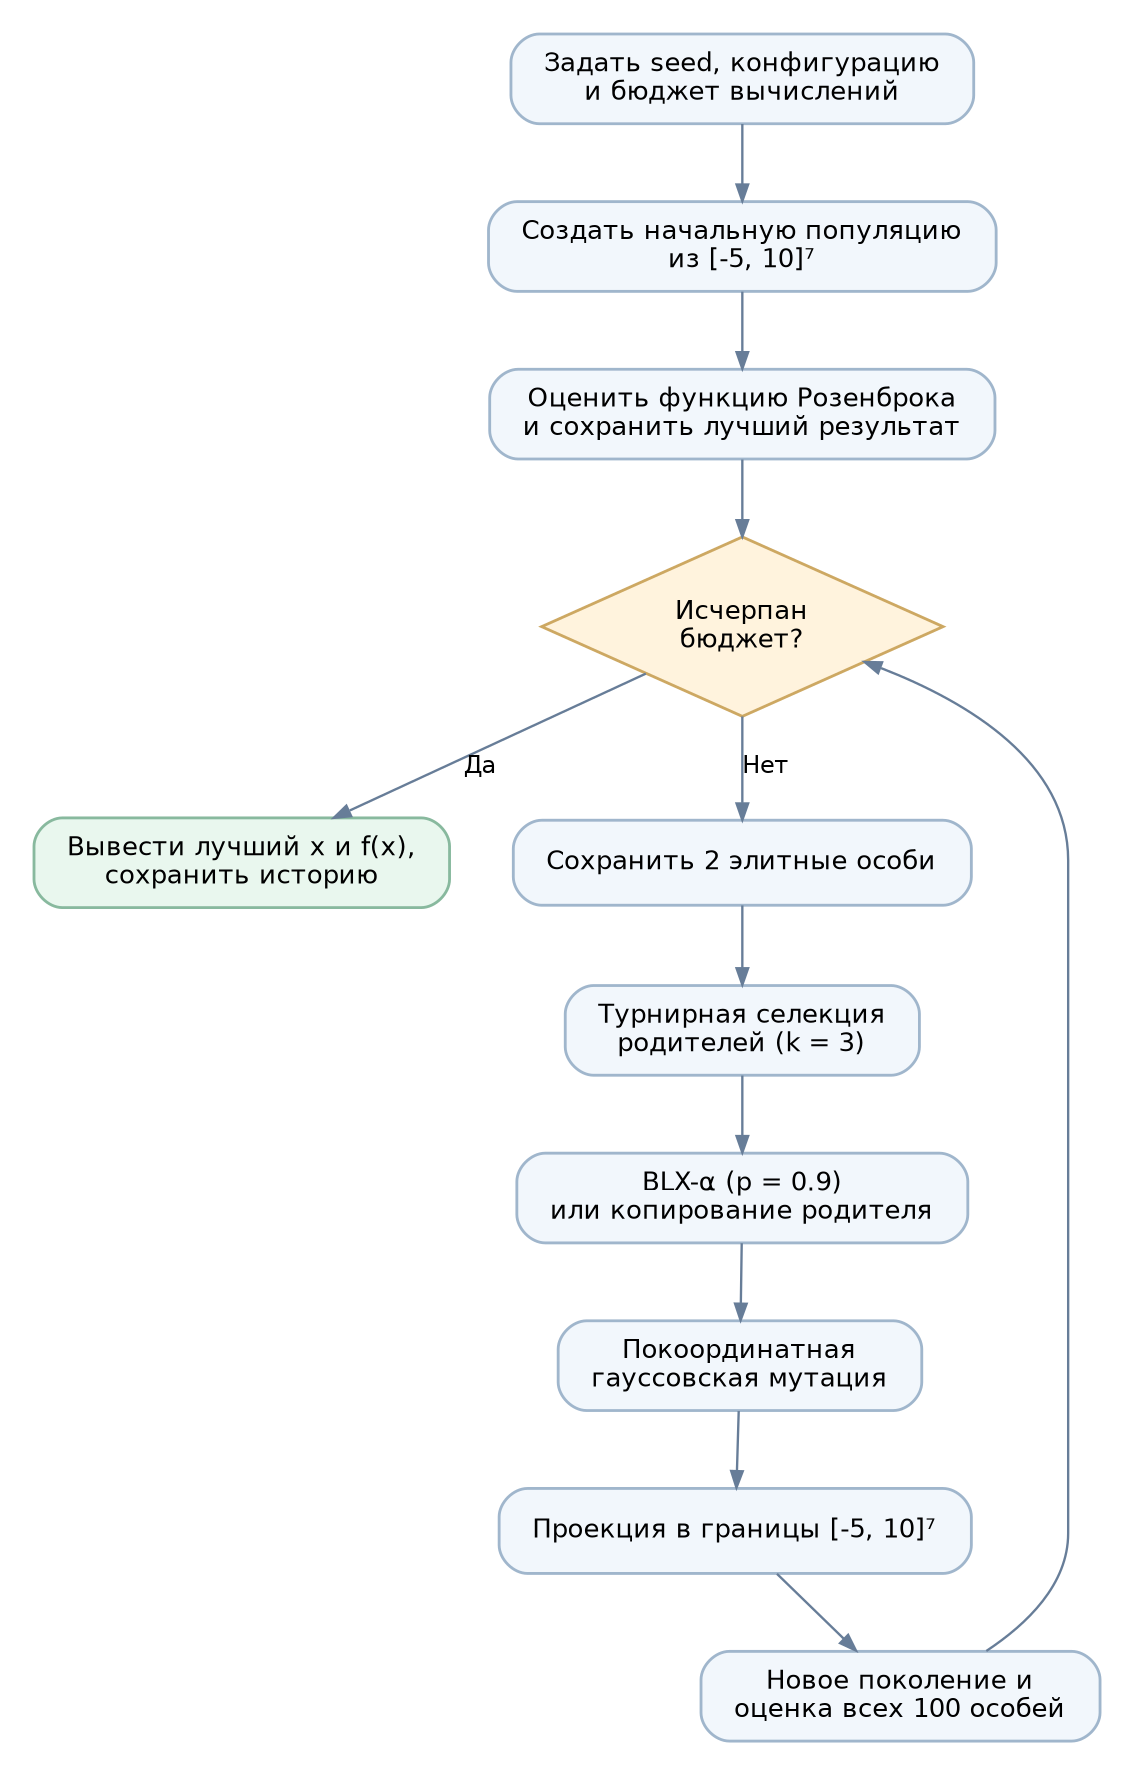 Задать seed, конфигурацию
и бюджет вычислений
Создать начальную популяцию
из [-5, 10]⁷
Оценить функцию Розенброка
и сохранить лучший результат
Исчерпан
бюджет?
Да
Нет
Вывести лучший x и f(x),
сохранить историю
Сохранить 2 элитные особи
Турнирная селекция
родителей (k = 3)
BLX-α (p = 0.9)
или копирование родителя
Покоординатная
гауссовская мутация
Проекция в границы [-5, 10]⁷
Новое поколение и
оценка всех 100 особей